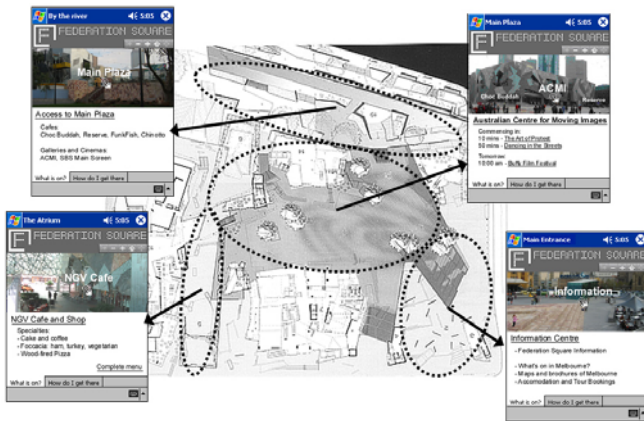 By the river 5:05
FEDERATION SQUARE
Main Plaza
Access to Main Plaza
Cafes:
Choc Buddah, Reserve, FunkFish, Chinotto
Galleries and Cinemas:
ACMI, SBS Main Screen
What is on? How do I get there
Main Plaza 5:05
FEDERATION SQUARE
ACMI
Choc Buddah Reserve
Australian Centre for Moving Images
Commencing in:
10 mins - The Art of Protest
50 mins - Dancing in the Streets
Tomorrow:
10:00 am - Buffs Film Festival
What is on? How do I get there
The Atrium 5:05
FEDERATION SQUARE
NGV Cafe
NGV Cafe and Shop
Specialties:
- Cake and coffee
- Foccacia: ham, turkey, vegetarian
- Wood-fired Pizza
Complete menu
What is on? How do I get there
Main Entrance 5:05
FEDERATION SQUARE
»Information»
Information Centre
- Federation Square Information
- What's on in Melbourne?
- Maps and brochures of Melbourne
- Accomodation and Tour Bookings
What is on? How do I get there